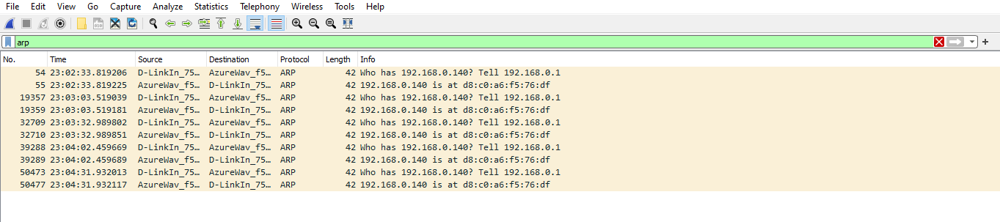 File Edit View Go Capture Analyze Statistics Telephony Wireless Tools Help
arp
No. Time Source Destination Protocol Length Info
54 23:02:33.819206 D-LinkIn_75… AzureWav_f5… ARP 42 Who has 192.168.0.140? Tell 192.168.0.1
55 23:02:33.819225 AzureWav_f5… D-LinkIn_75… ARP 42 192.168.0.140 is at d8:c0:a6:f5:76:df
19357 23:03:03.519039 D-LinkIn_75… AzureWav_f5… ARP 42 Who has 192.168.0.140? Tell 192.168.0.1
19359 23:03:03.519181 AzureWav_f5… D-LinkIn_75… ARP 42 192.168.0.140 is at d8:c0:a6:f5:76:df
32709 23:03:32.989802 D-LinkIn_75… AzureWav_f5… ARP 42 Who has 192.168.0.140? Tell 192.168.0.1
32710 23:03:32.989851 AzureWav_f5… D-LinkIn_75… ARP 42 192.168.0.140 is at d8:c0:a6:f5:76:df
39288 23:04:02.459669 D-LinkIn_75… AzureWav_f5… ARP 42 Who has 192.168.0.140? Tell 192.168.0.1
39289 23:04:02.459689 AzureWav_f5… D-LinkIn_75… ARP 42 192.168.0.140 is at d8:c0:a6:f5:76:df
50473 23:04:31.932013 D-LinkIn_75… AzureWav_f5… ARP 42 Who has 192.168.0.140? Tell 192.168.0.1
50477 23:04:31.932117 AzureWav_f5… D-LinkIn_75… ARP 42 192.168.0.140 is at d8:c0:a6:f5:76:df